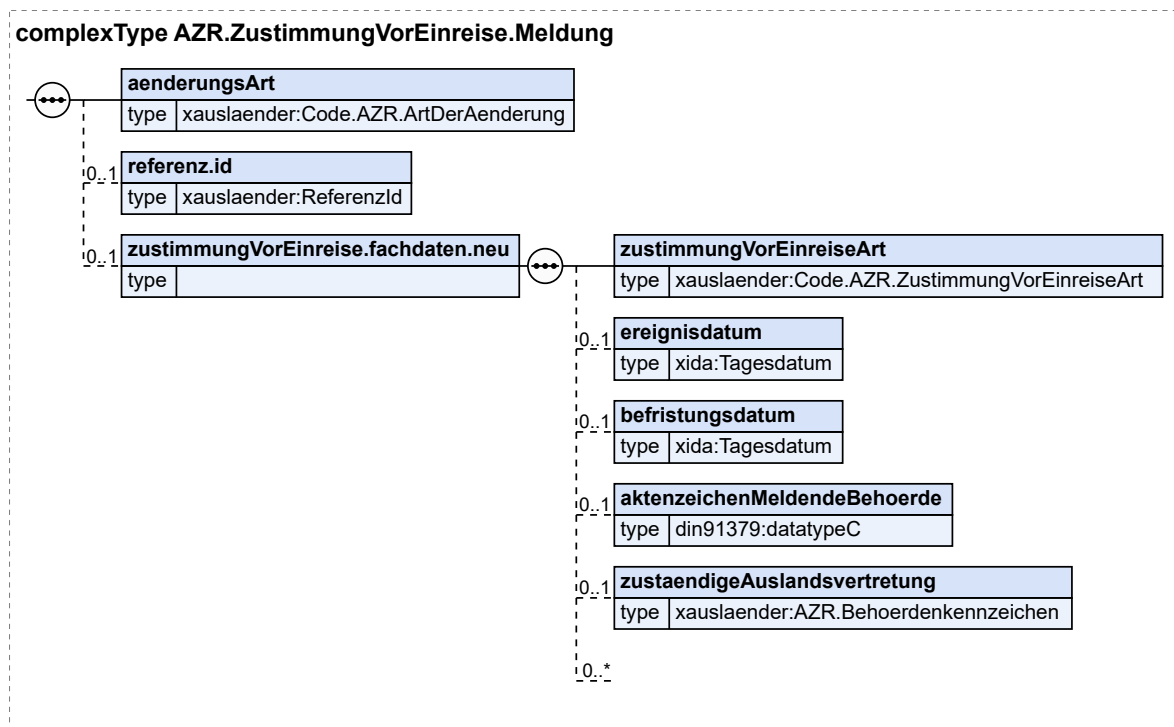 complexType AZR.ZustimmungVorEinreise.Meldung
aenderungsArt
type xauslaender:Code.AZR.ArtDerAenderung
0..1 referenz.id
type xauslaender:ReferenzId
0..1 zustimmungVorEinreise.fachdaten.neu
type
zustimmungVorEinreiseArt
type xauslaender:Code.AZR.ZustimmungVorEinreiseArt
0..1 ereignisdatum
type xida:Tagesdatum
0..1 befristungsdatum
type xida:Tagesdatum
0..1 aktenzeichenMeldendeBehoerde
type din91379:datatypeC
0..1 zustaendigeAuslandsvertretung
type xauslaender:AZR.Behoerdenkennzeichen
0..*